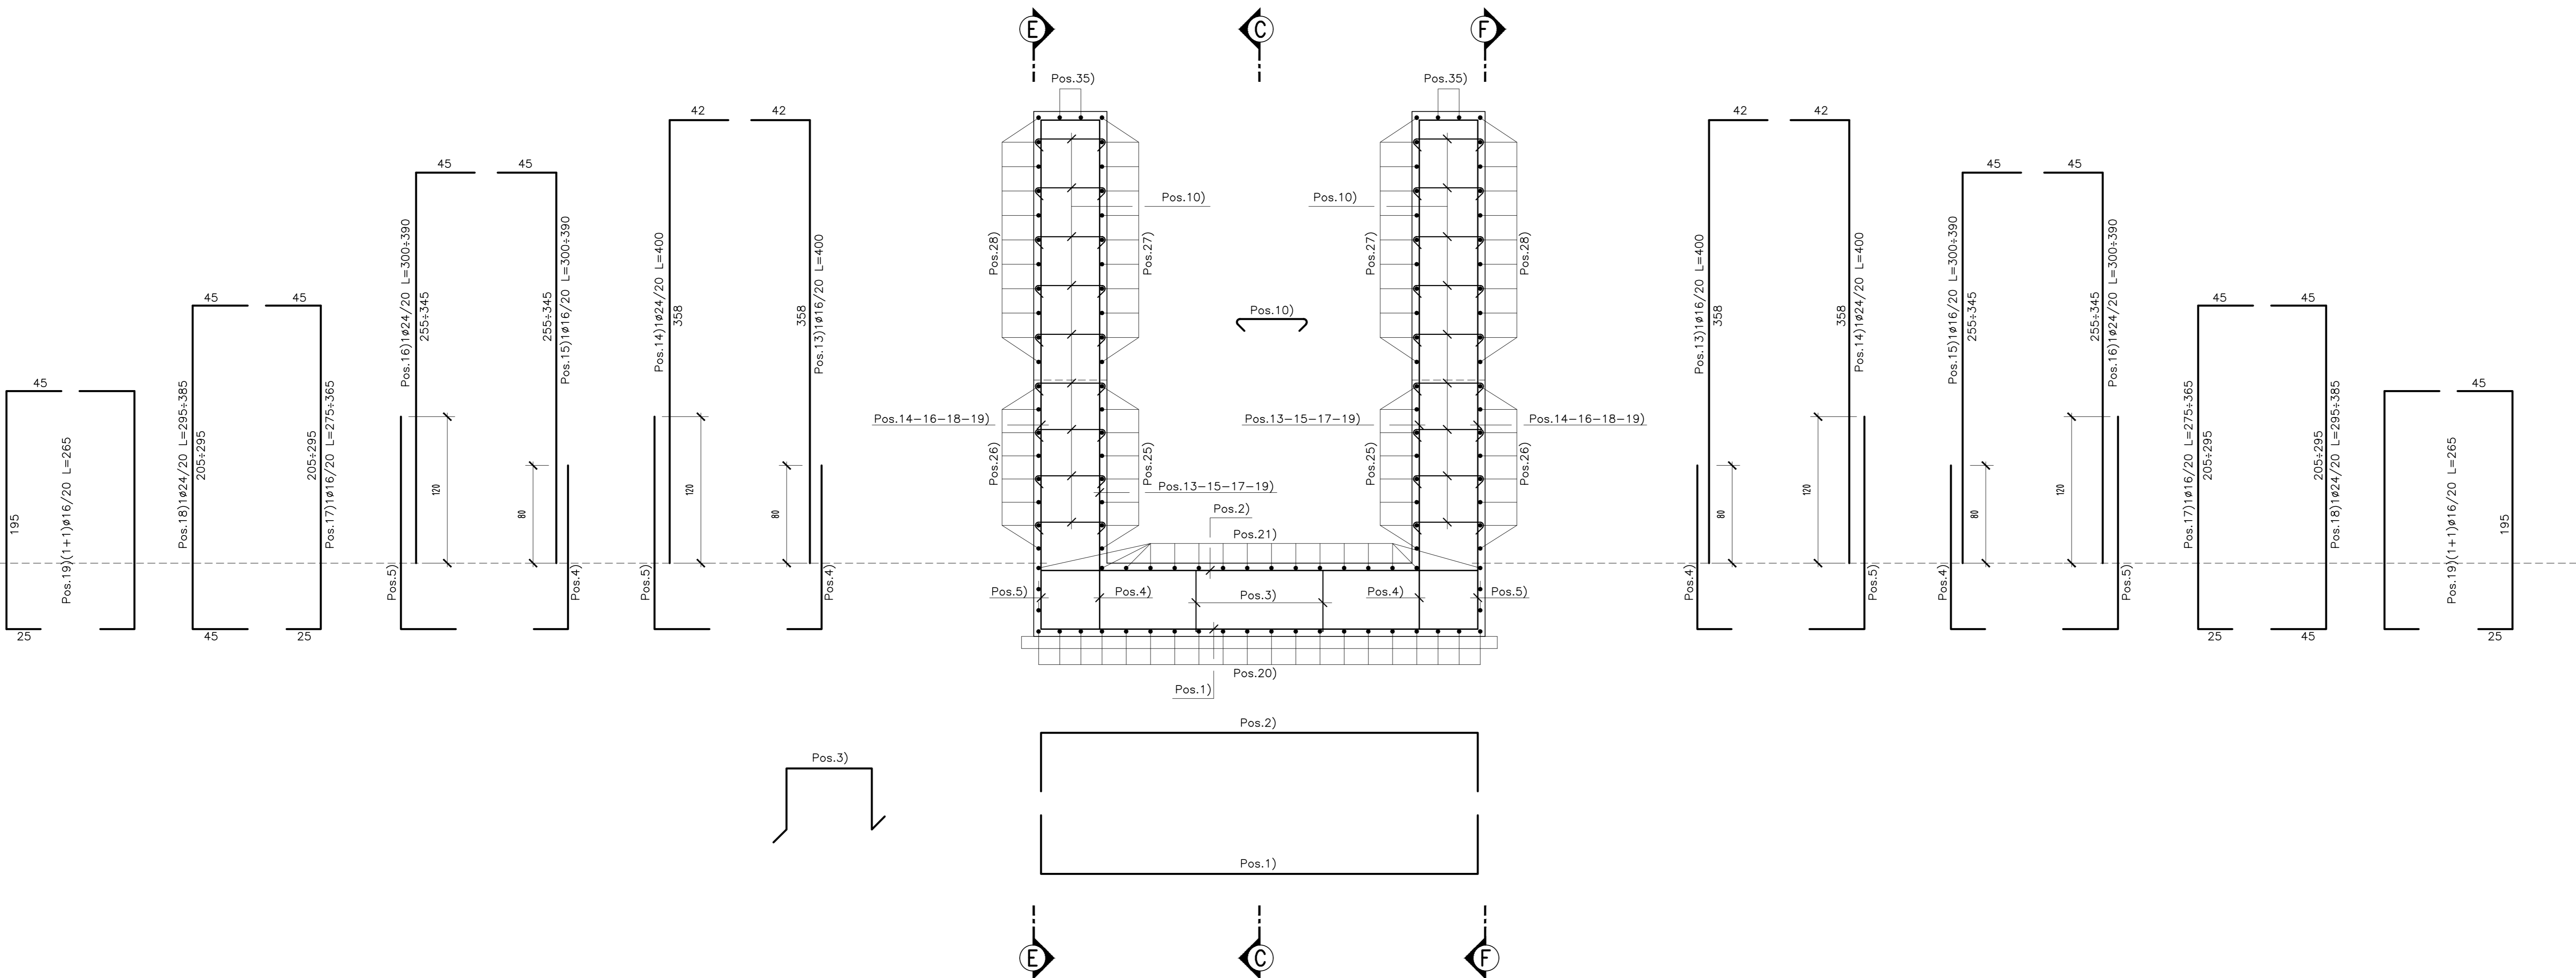 E
C
F
Pos.35)
Pos.35)
42
42
42
42
45
45
45
45
Pos.10)
Pos.10)
Pos.16)1ø24/20 L=300÷390
255÷345
255÷345
Pos.15)1ø16/20 L=300÷390
Pos.14)1ø24/20 L=400
358
358
Pos.13)1ø16/20 L=400
Pos.28)
Pos.27)
Pos.27)
Pos.28)
Pos.13)1ø16/20 L=400
358
358
Pos.14)1ø24/20 L=400
Pos.15)1ø16/20 L=300÷390
255÷345
255÷345
Pos.16)1ø24/20 L=300÷390
45
45
45
45
Pos.10)
45
45
Pos.19)(1+1)ø16/20 L=265
195
Pos.18)1ø24/20 L=295÷385
205÷295
205÷295
Pos.17)1ø16/20 L=275÷365
120
80
120
80
Pos.14-16-18-19)
Pos.13-15-17-19)
Pos.14-16-18-19)
Pos.26)
Pos.25)
Pos.25)
Pos.26)
80
120
80
120
Pos.17)1ø16/20 L=275÷365
205÷295
205÷295
Pos.18)1ø24/20 L=295÷385
Pos.19)(1+1)ø16/20 L=265
195
Pos.13-15-17-19)
Pos.2)
Pos.21)
Pos.5)
Pos.4)
Pos.5)
Pos.4)
Pos.5)
Pos.4)
Pos.3)
Pos.4)
Pos.5)
Pos.4)
Pos.5)
Pos.4)
Pos.5)
25
45
25
25
45
25
Pos.20)
Pos.1)
Pos.2)
Pos.3)
Pos.1)
E
C
F